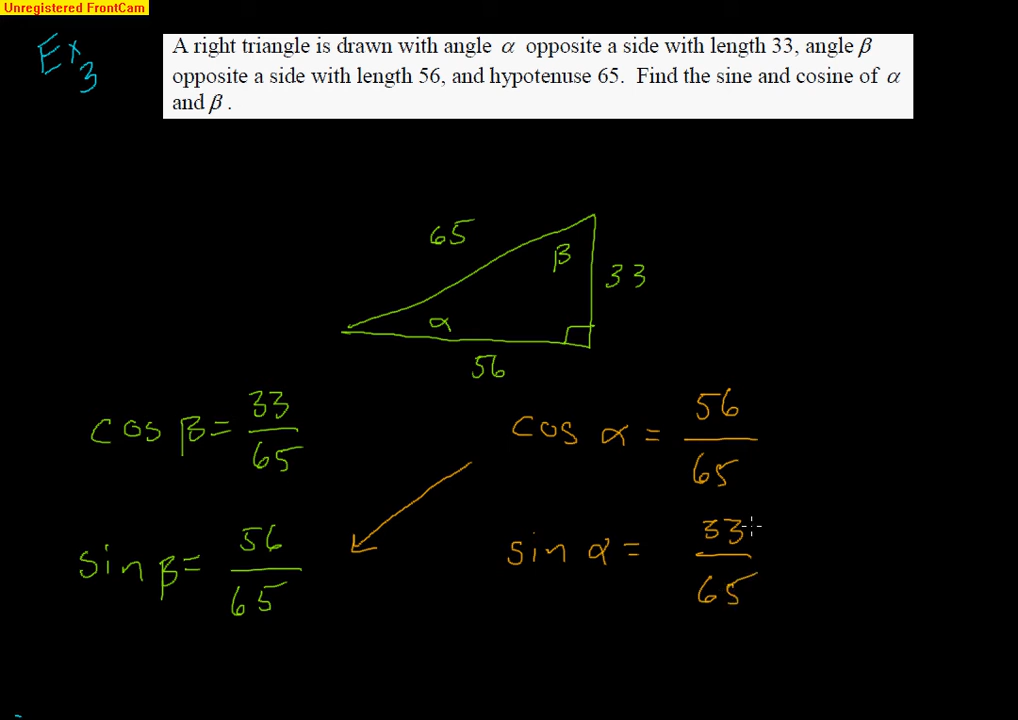 Unregistered FrontCam
Ex 3
A right triangle is drawn with angle α opposite a side with length 33, angle β
opposite a side with length 56, and hypotenuse 65. Find the sine and cosine of α
and β .
65
β
33
α
56
cos β = 33/65
cos α = 56/65
sin β = 56/65
sin α = 33/65